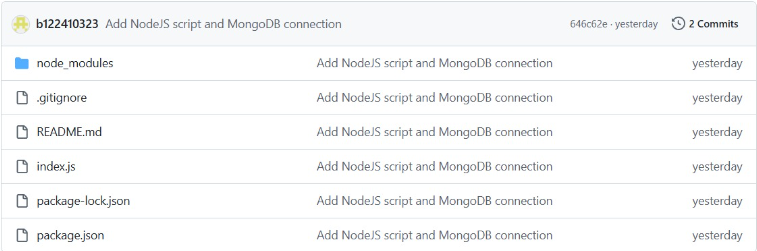 b122410323 Add NodeJS script and MongoDB connection 646c62e · yesterday 2 Commits
node_modules Add NodeJS script and MongoDB connection yesterday
.gitignore Add NodeJS script and MongoDB connection yesterday
README.md Add NodeJS script and MongoDB connection yesterday
index.js Add NodeJS script and MongoDB connection yesterday
package-lock.json Add NodeJS script and MongoDB connection yesterday
package.json Add NodeJS script and MongoDB connection yesterday